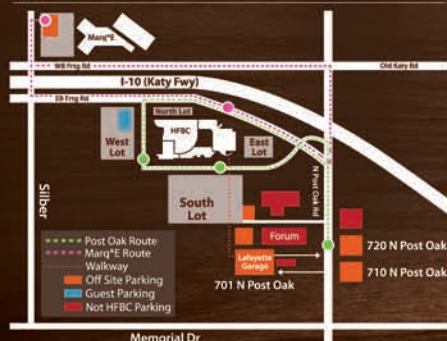 Marq*E
WB Frtg Rd
Old Katy Rd
I-10 (Katy Fwy)
EB Frtg Rd
North Lot
HFBC
West
Lot
East
Lot
Silber
N Post Oak Rd
South
Lot
Forum
Lafayette
Garage
701 N Post Oak
720 N Post Oak
710 N Post Oak
Post Oak Route
Marq*E Route
Walkway
Off Site Parking
Guest Parking
Not HFBC Parking
Memorial Dr